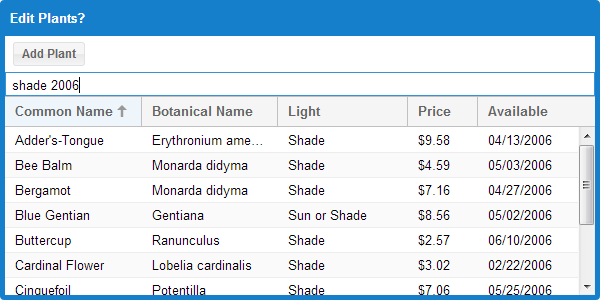 Edit Plants?
Add Plant
shade 2006
Common Name Botanical Name Light Price Available
Adder's-Tongue Erythronium ame... Shade $9.58 04/13/2006
Bee Balm Monarda didyma Shade $4.59 05/03/2006
Bergamot Monarda didyma Shade $7.16 04/27/2006
Blue Gentian Gentiana Sun or Shade $8.56 05/02/2006
Buttercup Ranunculus Shade $2.57 06/10/2006
Cardinal Flower Lobelia cardinalis Shade $3.02 02/22/2006
Cinquefoil Potentilla Shade $7.06 05/25/2006